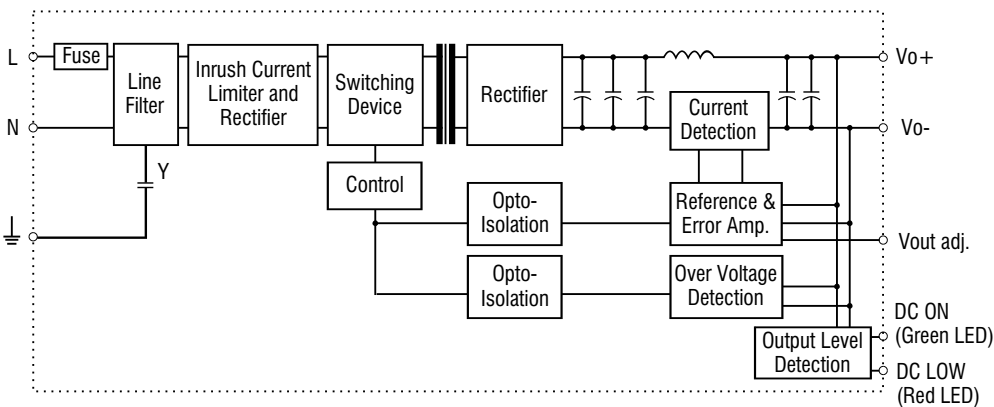 L
Fuse
Line
Filter
Inrush Current
Limiter and
Rectifier
Switching
Device
Rectifier
Current
Detection
Vo+
N
Vo-
Y
Control
Opto-
Isolation
Reference &
Error Amp.
Vout adj.
Opto-
Isolation
Over Voltage
Detection
Output Level
Detection
DC ON
(Green LED)
DC LOW
(Red LED)